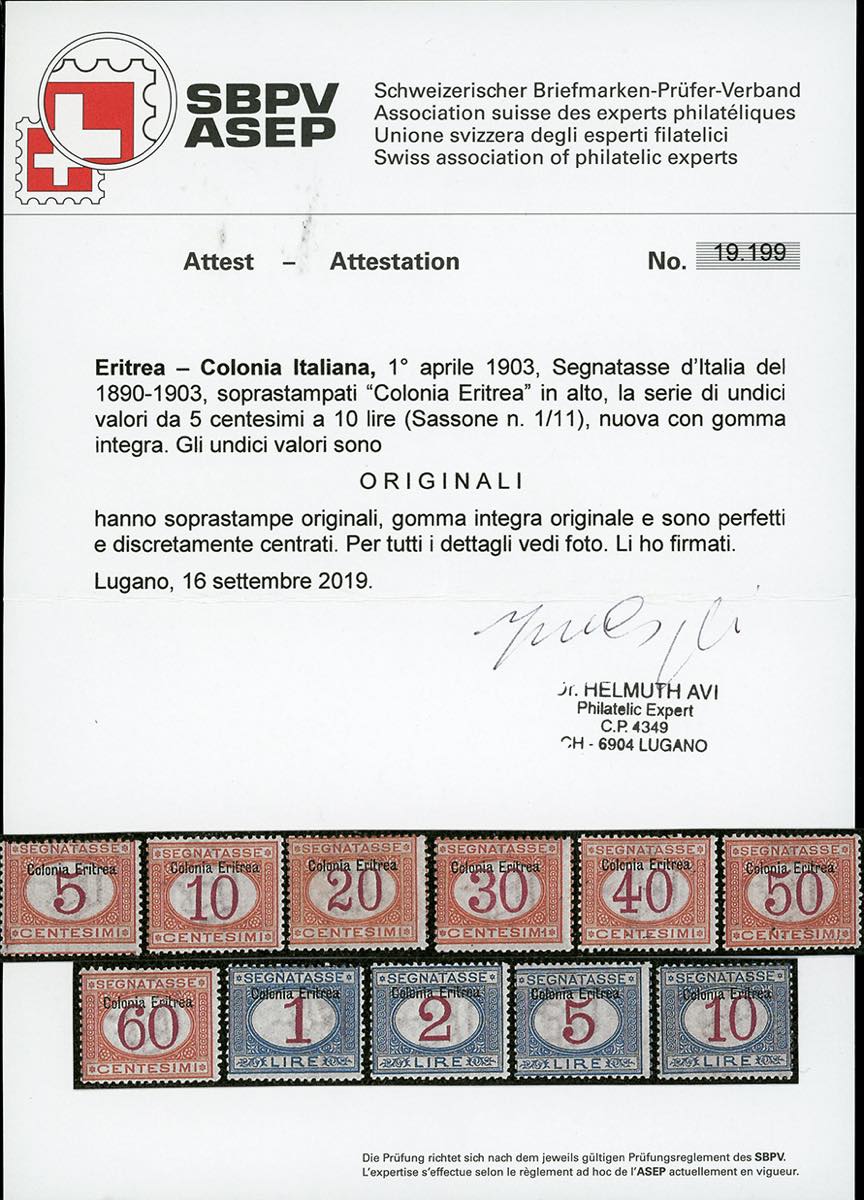 SBPV
ASEP
Schweizerischer Briefmarken-Prüfer-Verband
Association suisse des experts philatéliques
Unione svizzera degli esperti filatelici
Swiss association of philatelic experts
Attest – Attestation No. 19.199
Eritrea – Colonia Italiana, 1° aprile 1903, Segnatasse d'Italia del
1890-1903, soprastampati “Colonia Eritrea” in alto, la serie di undici
valori da 5 centesimi a 10 lire (Sassone n. 1/11), nuova con gomma
integra. Gli undici valori sono
ORIGINALI
hanno soprastampe originali, gomma integra originale e sono perfetti
e discretamente centrati. Per tutti i dettagli vedi foto. Li ho firmati.
Lugano, 16 settembre 2019.
Dr. HELMUTH AVI
Philatelic Expert
C.P. 4349
CH - 6904 LUGANO
SEGNATASSE SEGNATASSE SEGNATASSE SEGNATASSE SEGNATASSE SEGNATASSE
Colonia Eritrea Colonia Eritrea Colonia Eritrea Colonia Eritrea Colonia Eritrea Colonia Eritrea
5 10 20 30 40 50
CENTESIMI CENTESIMI CENTESIMI CENTESIMI CENTESIMI CENTESIMI
SEGNATASSE SEGNATASSE SEGNATASSE SEGNATASSE SEGNATASSE
Colonia Eritrea Colonia Eritrea Colonia Eritrea Colonia Eritrea Colonia Eritrea
60 1 2 5 10
CENTESIMI LIRE LIRE LIRE LIRE
Die Prüfung richtet sich nach dem jeweils gültigen Prüfungsreglement des SBPV.
L'expertise s'effectue selon le règlement ad hoc de l'ASEP actuellement en vigueur.